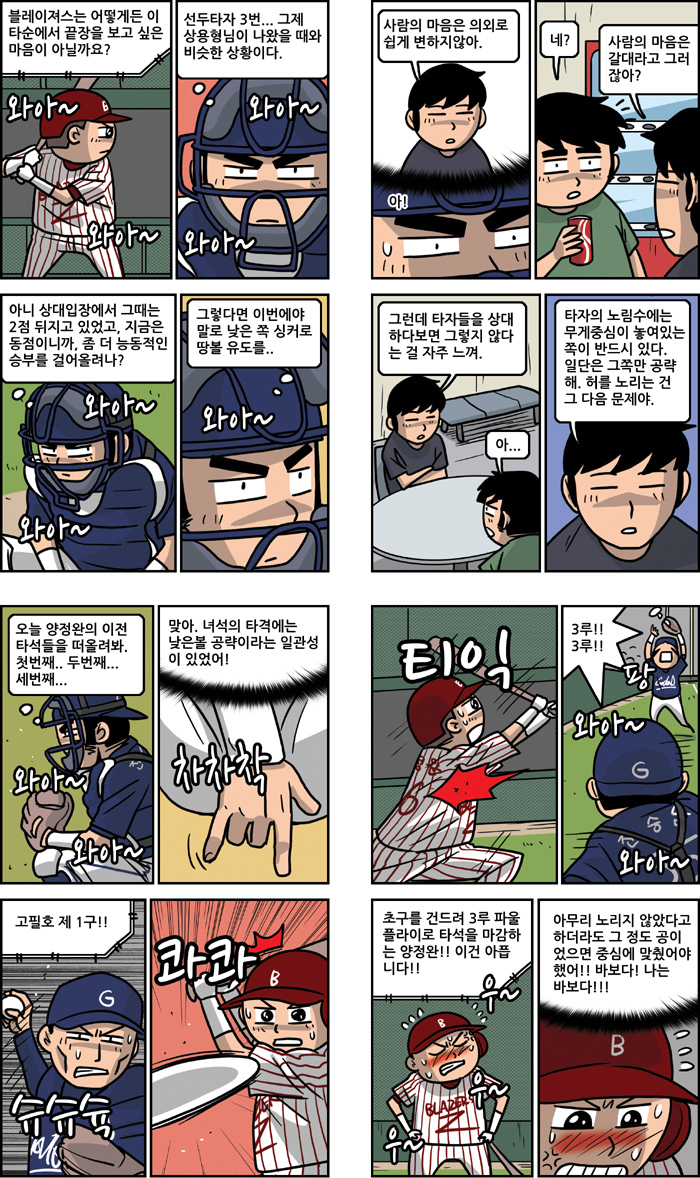 블레이져스는 어떻게든 이
타순에서 끝장을 보고 싶은
마음이 아닐까요?
와아~
B
와아~
선두타자 3번... 그제
상용형님이 나왔을 때와
비슷한 상황이다.
와아~
와아~
아니 상대입장에서 그때는
2점 뒤지고 있었고, 지금은
동점이니까, 좀 더 능동적인
승부를 걸어올려나?
와아~
와아~
그렇다면 이번에야
말로 낮은 쪽 싱커로
땅볼 유도를..
와아~
사람의 마음은 의외로
쉽게 변하지않아.
아!
네?
사람의 마음은
갈대라고 그러
잖아?
그런데 타자들을 상대
하다보면 그렇지 않다
는 걸 자주 느껴.
아...
타자의 노림수에는
무게중심이 놓여있는
쪽이 반드시 있다.
일단은 그쪽만 공략
해. 허를 노리는 건
그 다음 문제야.
오늘 양정완의 이전
타석들을 떠올려봐.
첫번째.. 두번째...
세번째...
와아~
와아~
맞아. 녀석의 타격에는
낮은볼 공략이라는 일관성
이 있었어!
차차착
고필호 제 1구!!
G
슈슈슉
콰콰
B
티익
3루!!
3루!!
팡
와아~
G
와아~
초구를 건드려 3루 파울
플라이로 타석을 마감하
는 양정완!! 이건 아픕
니다!!
우~
B
BLAZERS
우~
우~
아무리 노리지 않았다고
하더라도 그 정도 공이
었으면 중심에 맞췄어야
했어!! 바보다! 나는
바보다!!!
B